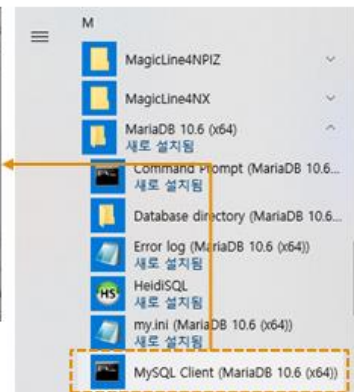 M
MagicLine4NPIZ
MagicLine4NX
MariaDB 10.6 (x64)
새로 설치됨
Command Prompt (MariaDB 10.6...
새로 설치됨
Database directory (MariaDB 10.6...
Error log (MariaDB 10.6 (x64))
새로 설치됨
HS
HeidiSQL
새로 설치됨
my.ini (MariaDB 10.6 (x64))
새로 설치됨
MySQL Client (MariaDB 10.6 (x64))